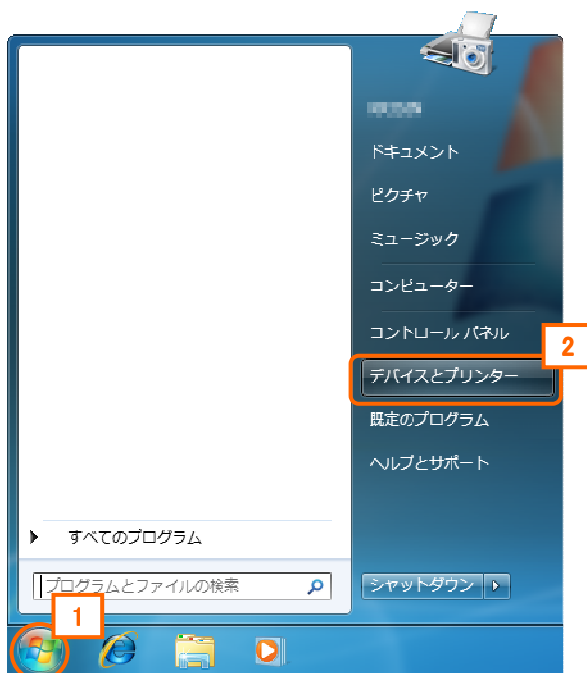 ドキュメント
ピクチャ
ミュージック
コンピューター
コントロール パネル
2
デバイスとプリンター
既定のプログラム
ヘルプとサポート
すべてのプログラム
プログラムとファイルの検索
シャットダウン
1